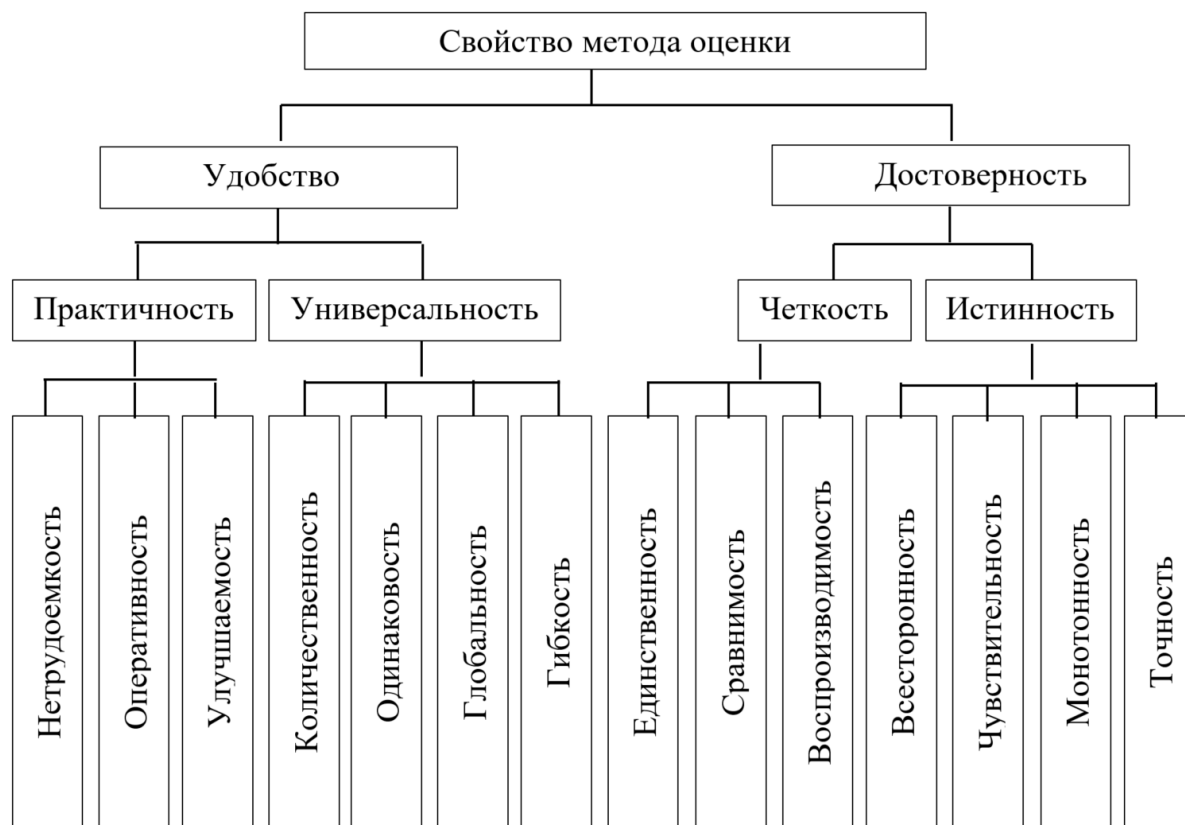 Свойство метода оценки
Удобство
Достоверность
Практичность
Универсальность
Четкость
Истинность
Нетрудоемкость
Оперативность
Улучшаемость
Количественность
Одинаковость
Глобальность
Гибкость
Единственность
Сравнимость
Воспроизводимость
Всесторонность
Чувствительность
Монотонность
Точность